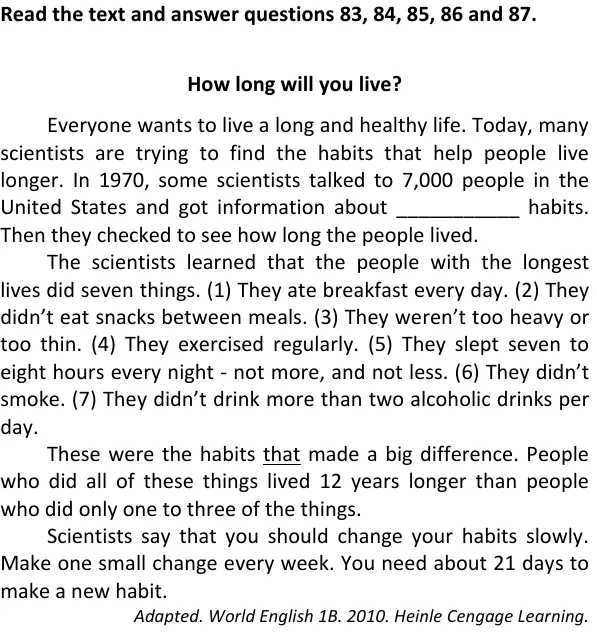 Read the text and answer questions 83, 84, 85, 86 and 87.
How long will you live?
Everyone wants to live a long and healthy life. Today, many
scientists are trying to find the habits that help people live
longer. In 1970, some scientists talked to 7,000 people in the
United States and got information about ___________ habits.
Then they checked to see how long the people lived.
The scientists learned that the people with the longest
lives did seven things. (1) They ate breakfast every day. (2) They
didn’t eat snacks between meals. (3) They weren’t too heavy or
too thin. (4) They exercised regularly. (5) They slept seven to
eight hours every night - not more, and not less. (6) They didn’t
smoke. (7) They didn’t drink more than two alcoholic drinks per
day.
These were the habits that made a big difference. People
who did all of these things lived 12 years longer than people
who did only one to three of the things.
Scientists say that you should change your habits slowly.
Make one small change every week. You need about 21 days to
make a new habit.
Adapted. World English 1B. 2010. Heinle Cengage Learning.